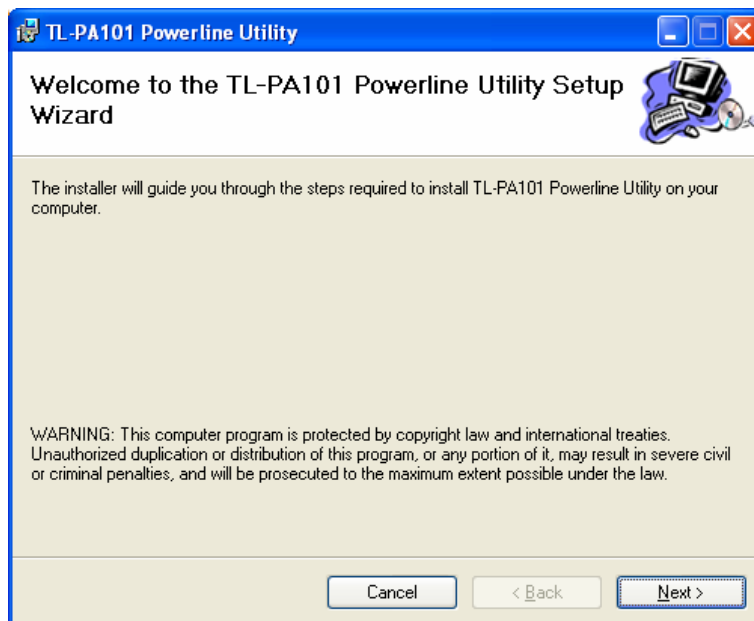 TL-PA101 Powerline Utility
Welcome to the TL-PA101 Powerline Utility Setup
Wizard
The installer will guide you through the steps required to install TL-PA101 Powerline Utility on your
computer.
WARNING: This computer program is protected by copyright law and international treaties.
Unauthorized duplication or distribution of this program, or any portion of it, may result in severe civil
or criminal penalties, and will be prosecuted to the maximum extent possible under the law.
Cancel
< Back
Next >